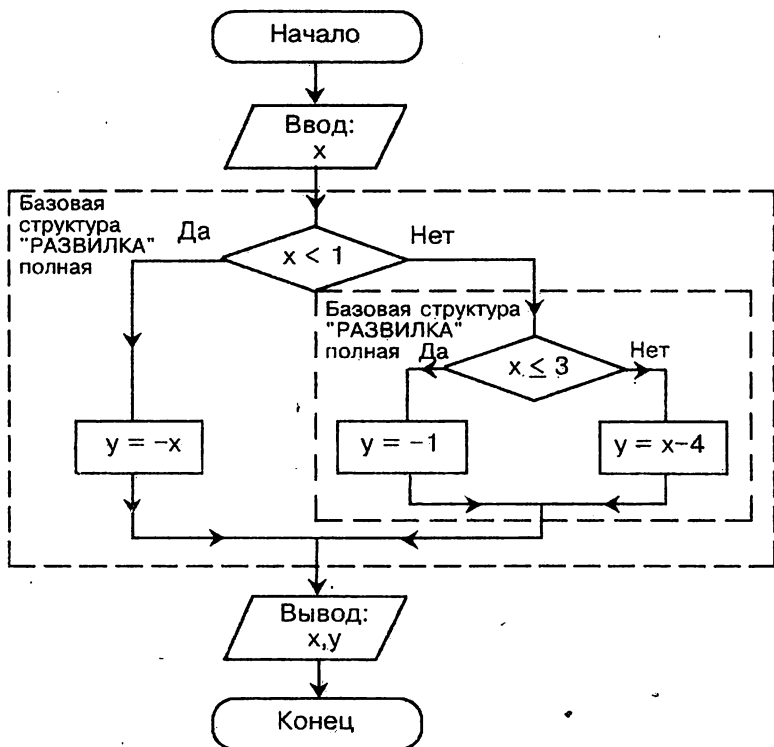 Начало
Ввод:
x
Базовая
структура
"РАЗВИЛКА"
полная
Да
x < 1
Нет
Базовая структура
"РАЗВИЛКА"
полная Да
x ≤ 3
Нет
y = −x
y = −1
y = x−4
Вывод:
x,y
Конец